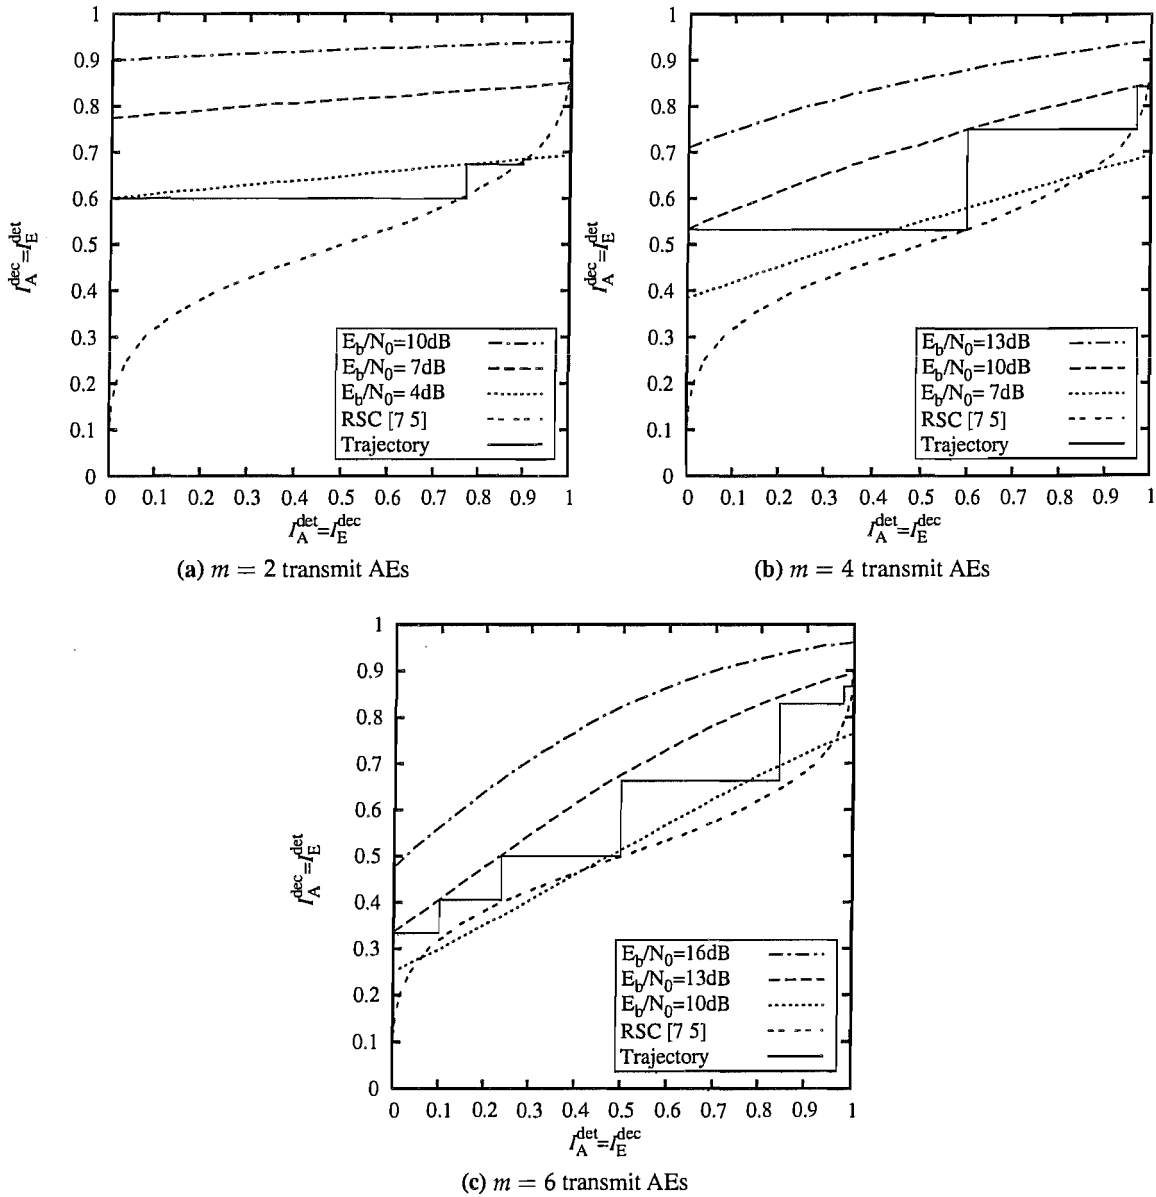 1
0.9
0.8
0.7
0.6
0.5
0.4
0.3
0.2
0.1
0
I_A^dec=I_E^det
E_b/N_0=10dB
E_b/N_0= 7dB
E_b/N_0= 4dB
RSC [7 5]
Trajectory
0 0.1 0.2 0.3 0.4 0.5 0.6 0.7 0.8 0.9 1
I_A^det=I_E^dec
(a) m = 2 transmit AEs
1
0.9
0.8
0.7
0.6
0.5
0.4
0.3
0.2
0.1
0
I_A^dec=I_E^det
E_b/N_0=13dB
E_b/N_0=10dB
E_b/N_0= 7dB
RSC [7 5]
Trajectory
0 0.1 0.2 0.3 0.4 0.5 0.6 0.7 0.8 0.9 1
I_A^det=I_E^dec
(b) m = 4 transmit AEs
1
0.9
0.8
0.7
0.6
0.5
0.4
0.3
0.2
0.1
0
I_A^dec=I_E^det
E_b/N_0=16dB
E_b/N_0=13dB
E_b/N_0=10dB
RSC [7 5]
Trajectory
0 0.1 0.2 0.3 0.4 0.5 0.6 0.7 0.8 0.9 1
I_A^det=I_E^dec
(c) m = 6 transmit AEs